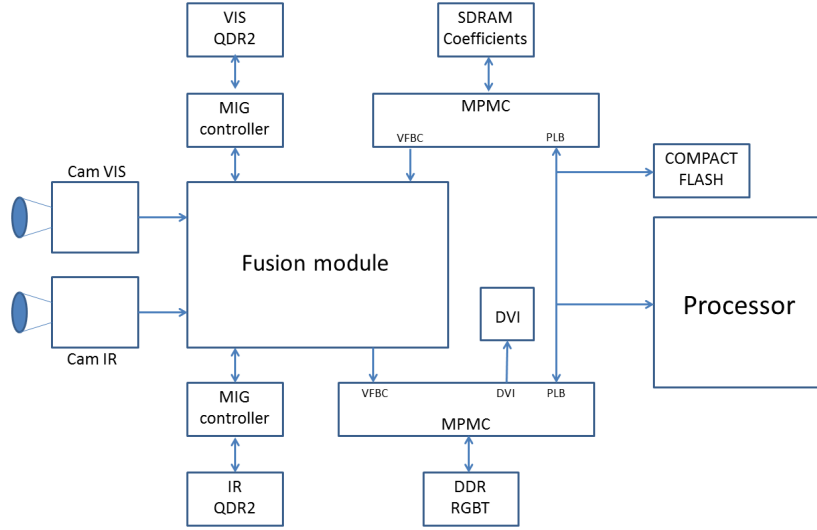 VIS
QDR2
SDRAM
Coefficients
MIG
controller
MPMC
VFBC
PLB
Cam VIS
COMPACT
FLASH
Fusion module
Processor
DVI
Cam IR
MIG
controller
VFBC
DVI
PLB
MPMC
IR
QDR2
DDR
RGBT